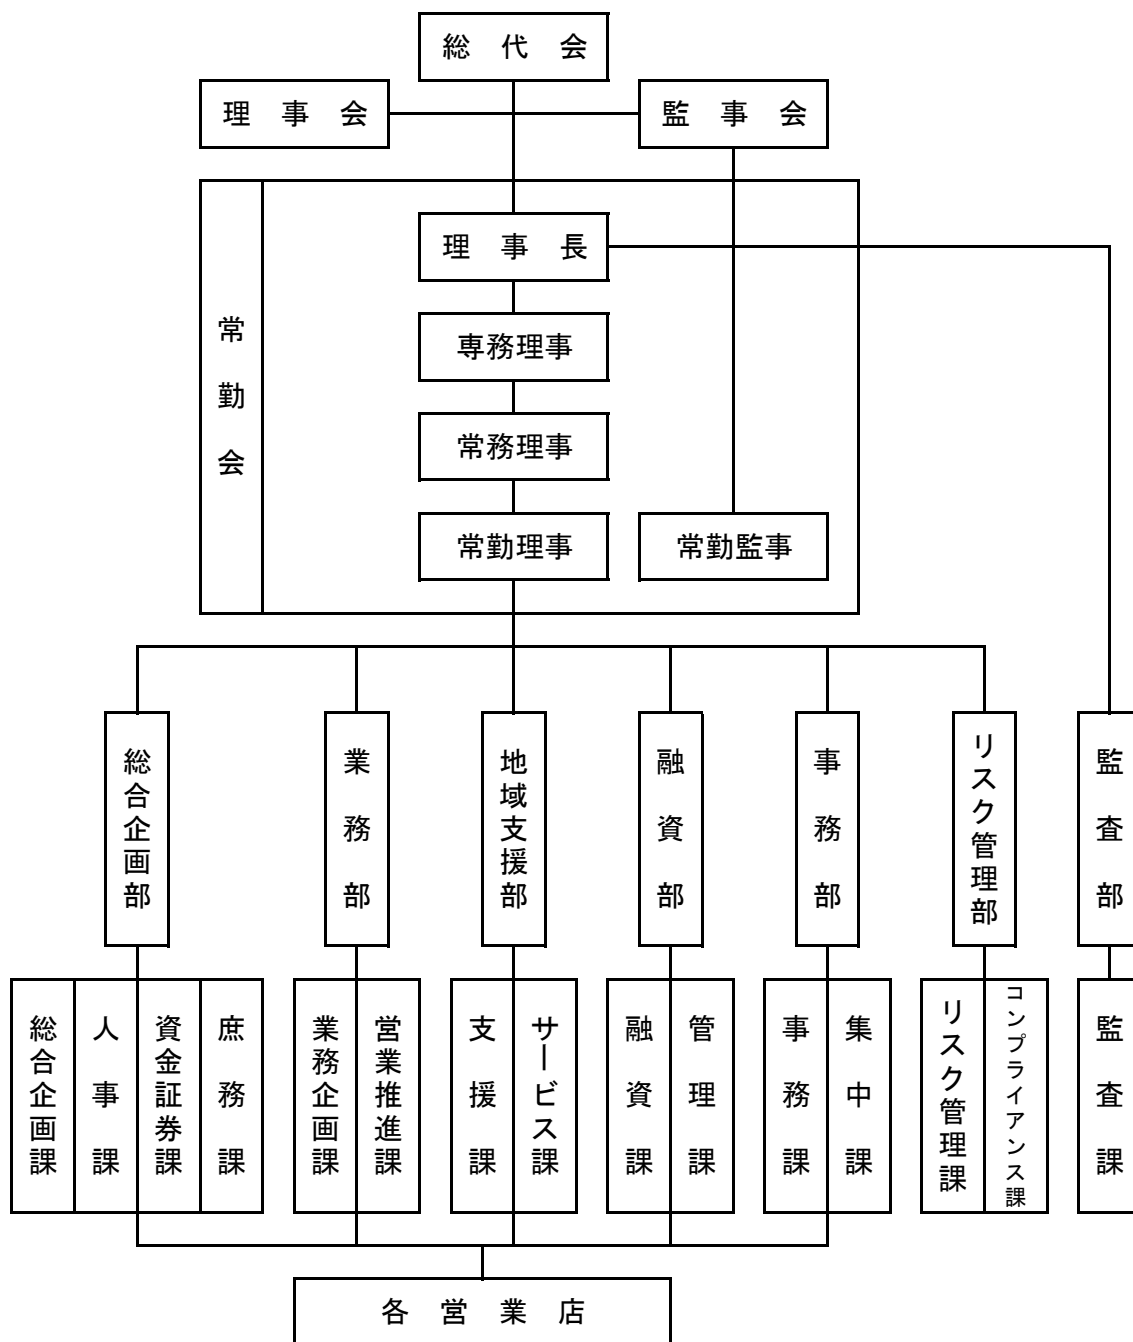 総代会
理事会
監事会
常勤会
理事長
専務理事
常務理事
常勤理事
常勤監事
総合企画部
業務部
地域支援部
融資部
事務部
リスク管理部
監査部
総合企画課
人事課
資金証券課
庶務課
業務企画課
営業推進課
支援課
サービス課
融資課
管理課
事務課
集中課
リスク管理課
コンプライアンス課
監査課
各営業店